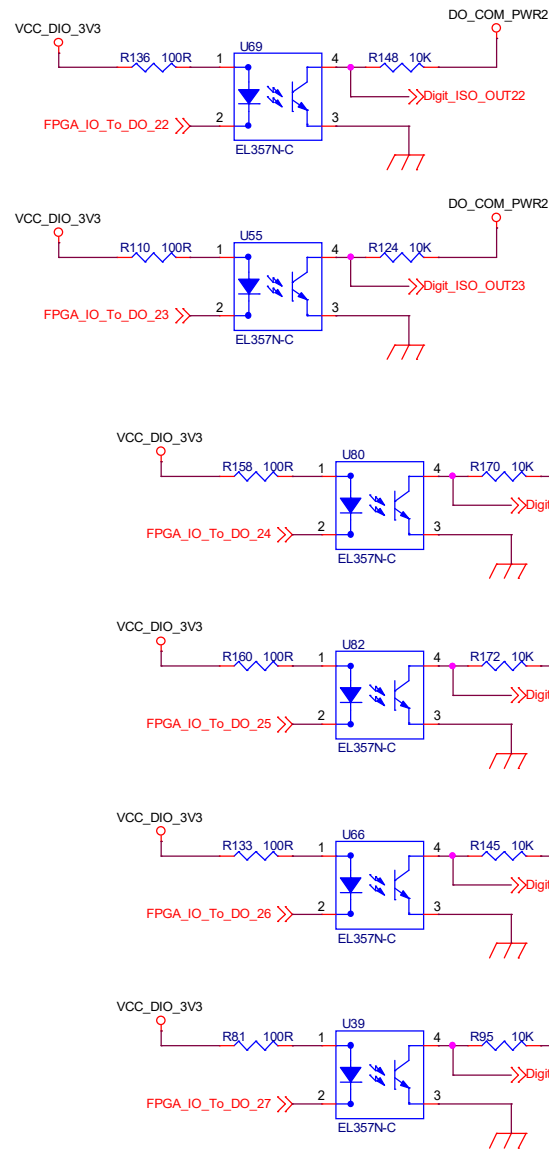 VCC_DIO_3V3
DO_COM_PWR2
U69
R136 100R
1
4
R148 10K
Digit_ISO_OUT22
FPGA_IO_To_DO_22
2
3
EL357N-C
VCC_DIO_3V3
DO_COM_PWR2
U55
R110 100R
1
4
R124 10K
Digit_ISO_OUT23
FPGA_IO_To_DO_23
2
3
EL357N-C
VCC_DIO_3V3
U80
R158 100R
1
4
R170 10K
Digit
FPGA_IO_To_DO_24
2
3
EL357N-C
VCC_DIO_3V3
U82
R160 100R
1
4
R172 10K
Digit
FPGA_IO_To_DO_25
2
3
EL357N-C
VCC_DIO_3V3
U66
R133 100R
1
4
R145 10K
Digit
FPGA_IO_To_DO_26
2
3
EL357N-C
VCC_DIO_3V3
U39
R81 100R
1
4
R95 10K
Digit
FPGA_IO_To_DO_27
2
3
EL357N-C